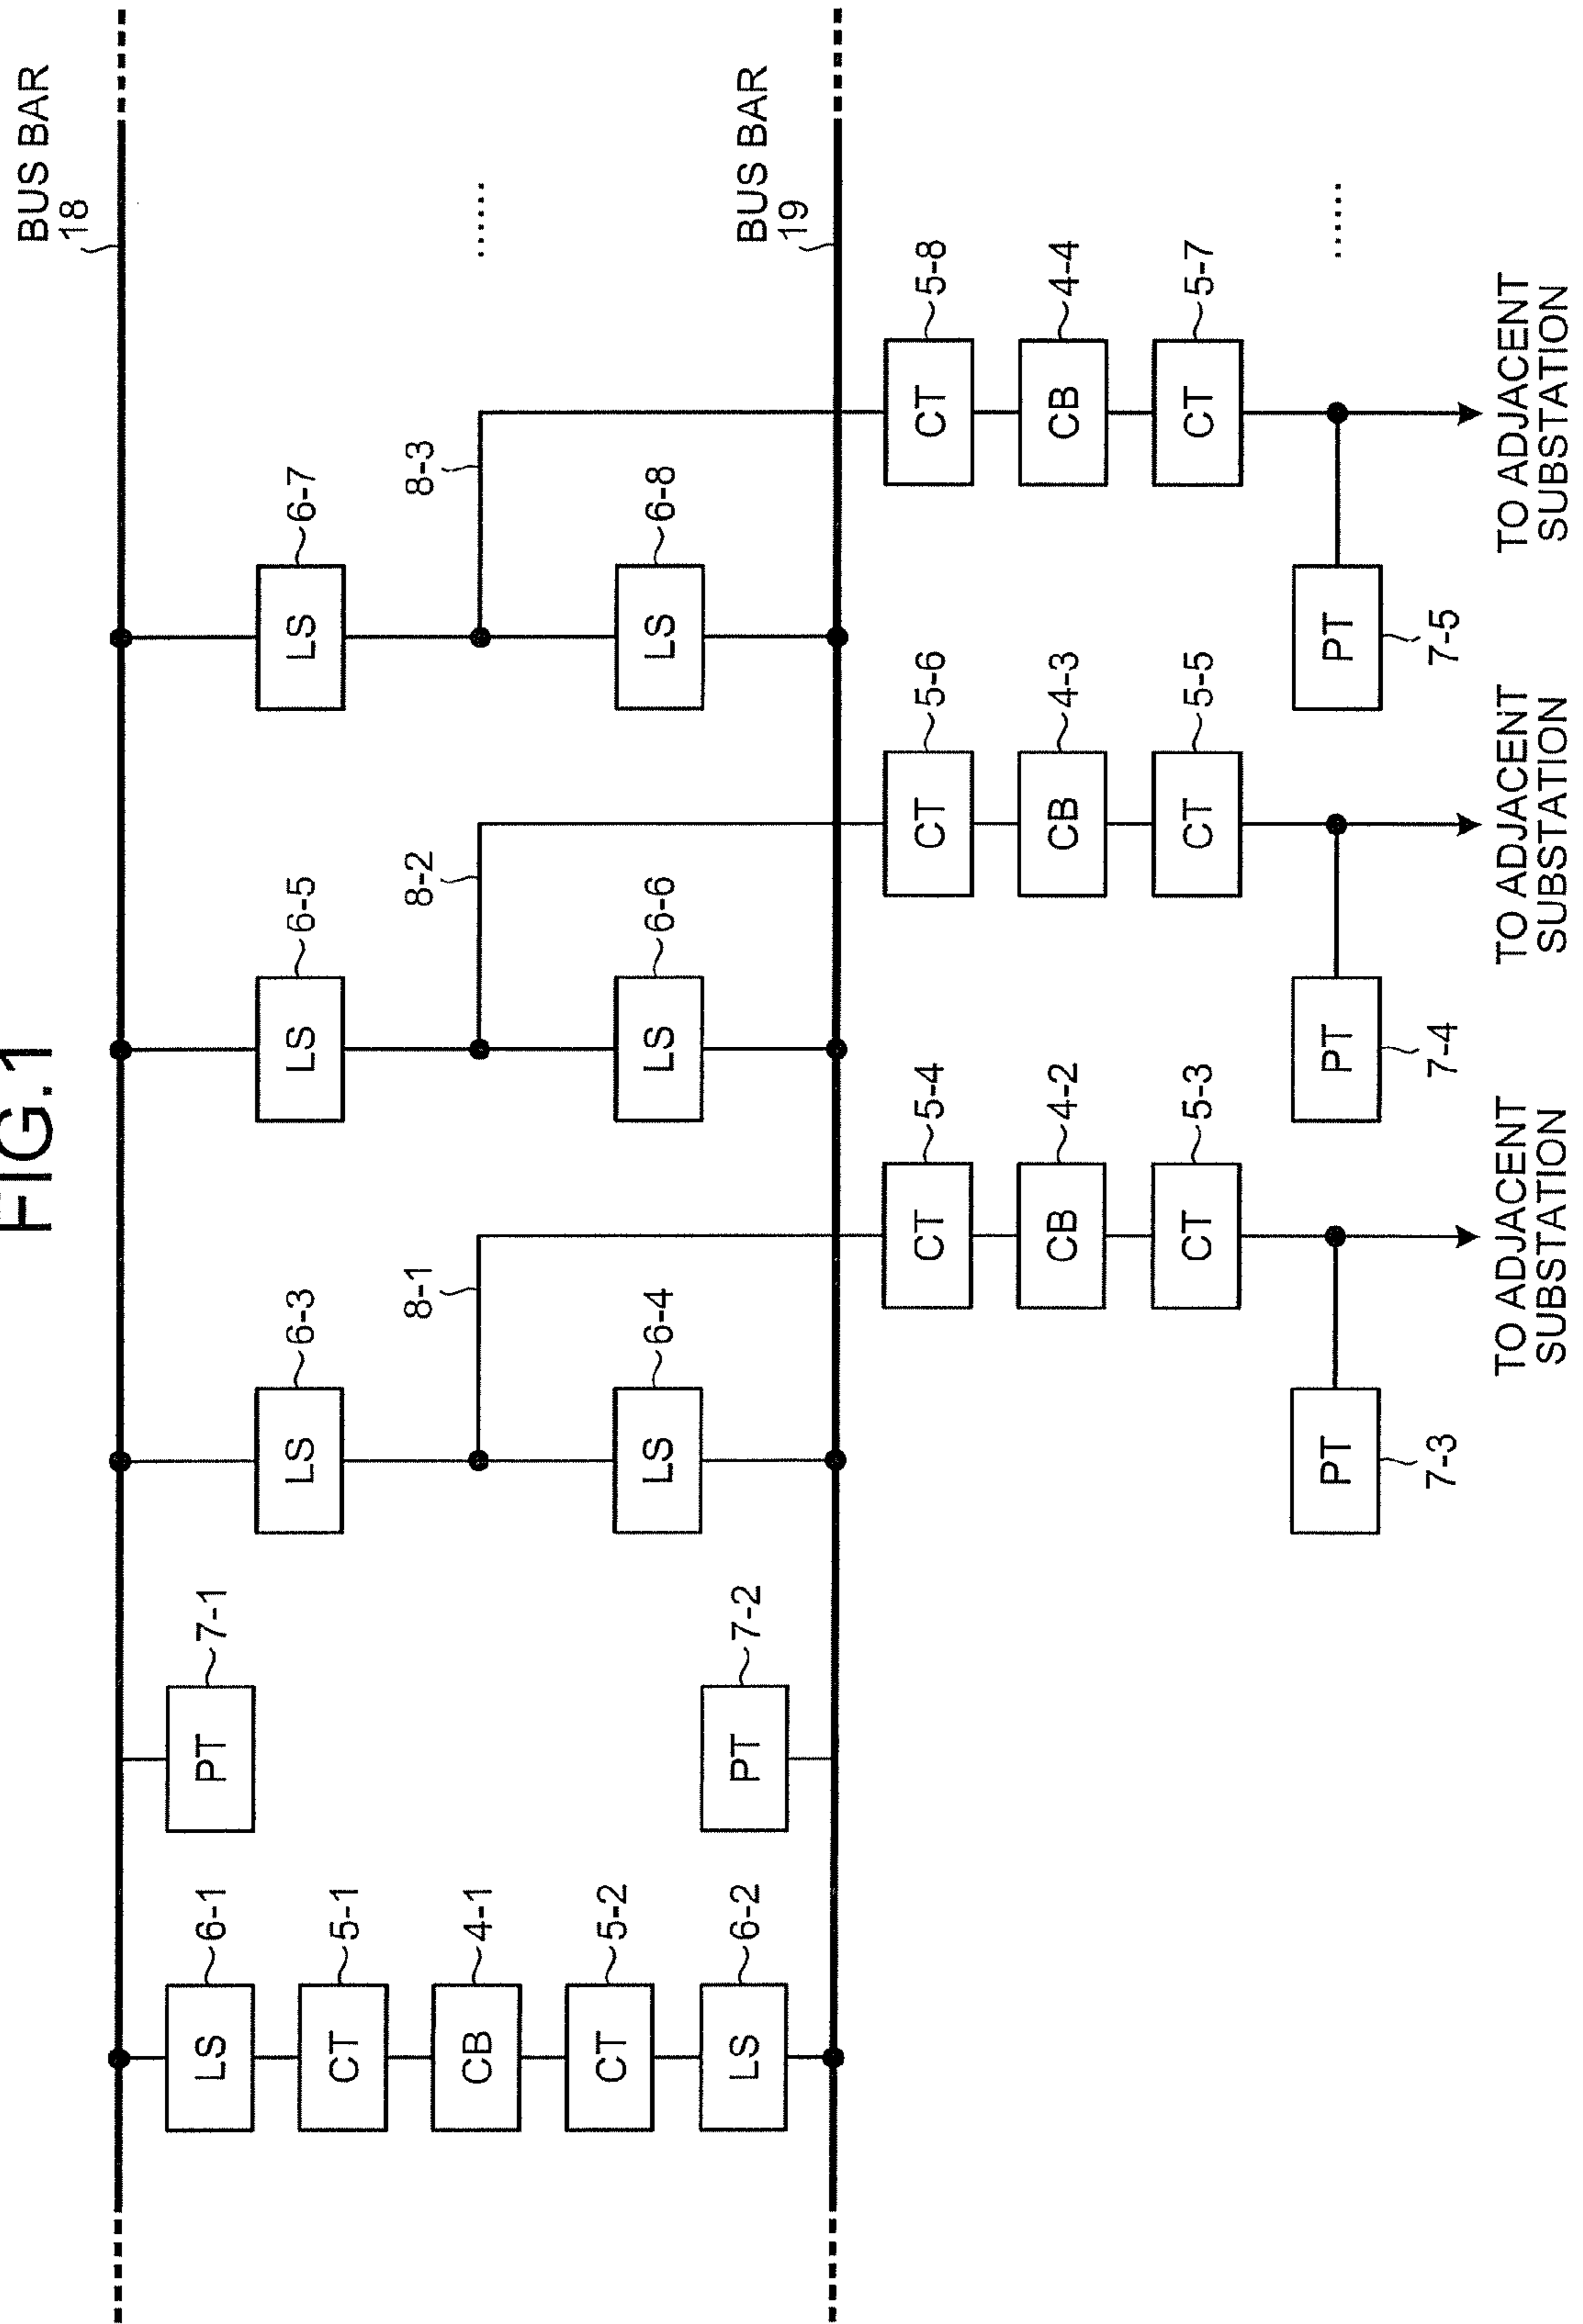 FIG.1
BUS BAR
18
6-1
LS
5-1
CT
4-1
CB
5-2
CT
6-2
LS
7-1
PT
7-2
PT
6-3
LS
8-1
6-4
LS
6-5
LS
8-2
6-6
LS
6-7
LS
8-3
6-8
LS
......
BUS BAR
19
5-4
CT
4-2
CB
5-3
CT
PT
7-3
TO ADJACENT
SUBSTATION
5-6
CT
4-3
CB
5-5
CT
PT
7-4
TO ADJACENT
SUBSTATION
5-8
CT
4-4
CB
5-7
CT
PT
7-5
TO ADJACENT
SUBSTATION
......